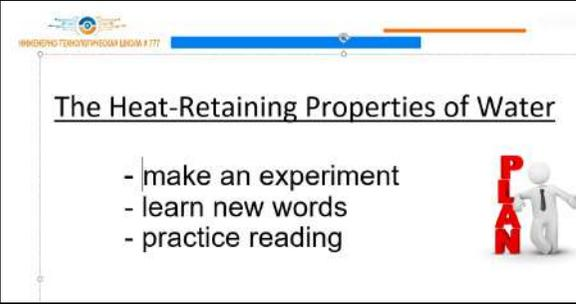 ИНЖЕНЕРНО-ТЕХНОЛОГИЧЕСКАЯ ШКОЛА # 777
The Heat-Retaining Properties of Water
- make an experiment
- learn new words
- practice reading
PLAN